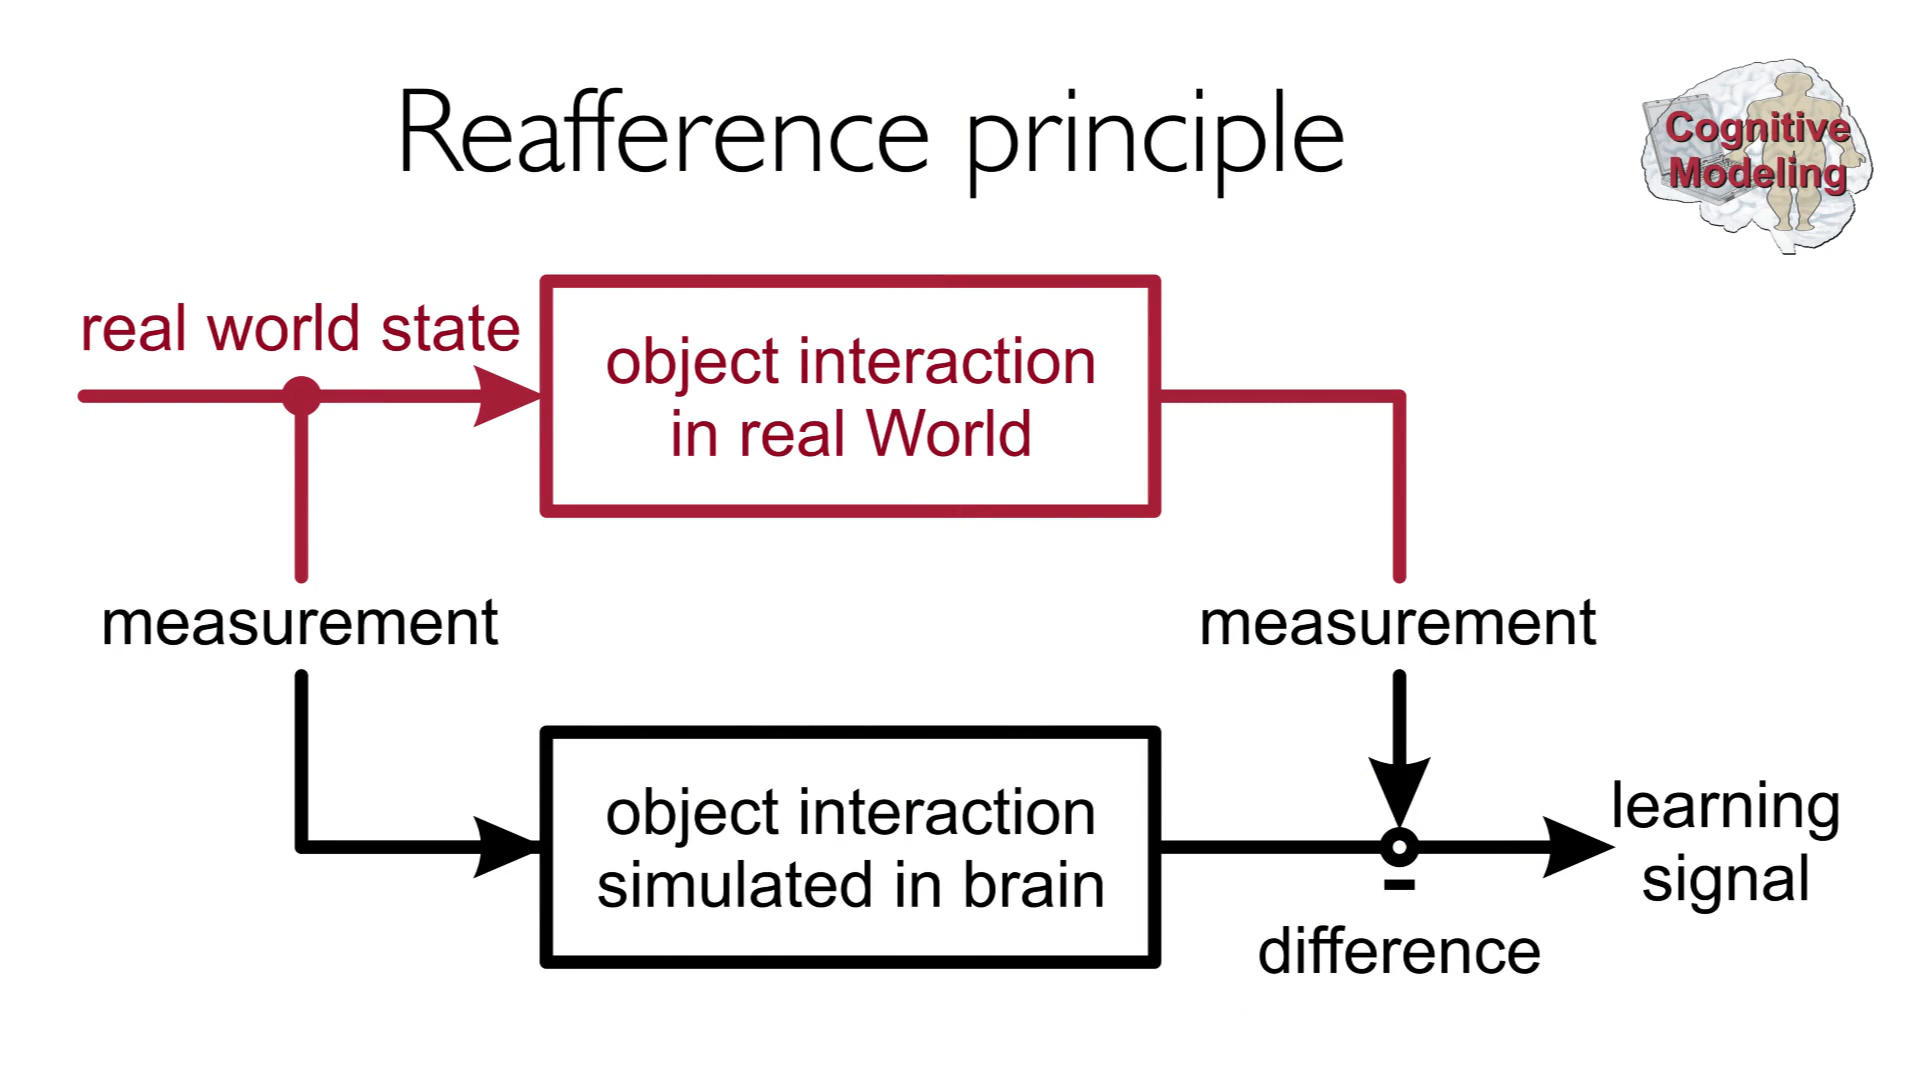 Reafference principle
Cognitive
Modeling
real world state
object interaction
in real World
measurement
measurement
object interaction
simulated in brain
-
difference
learning
signal